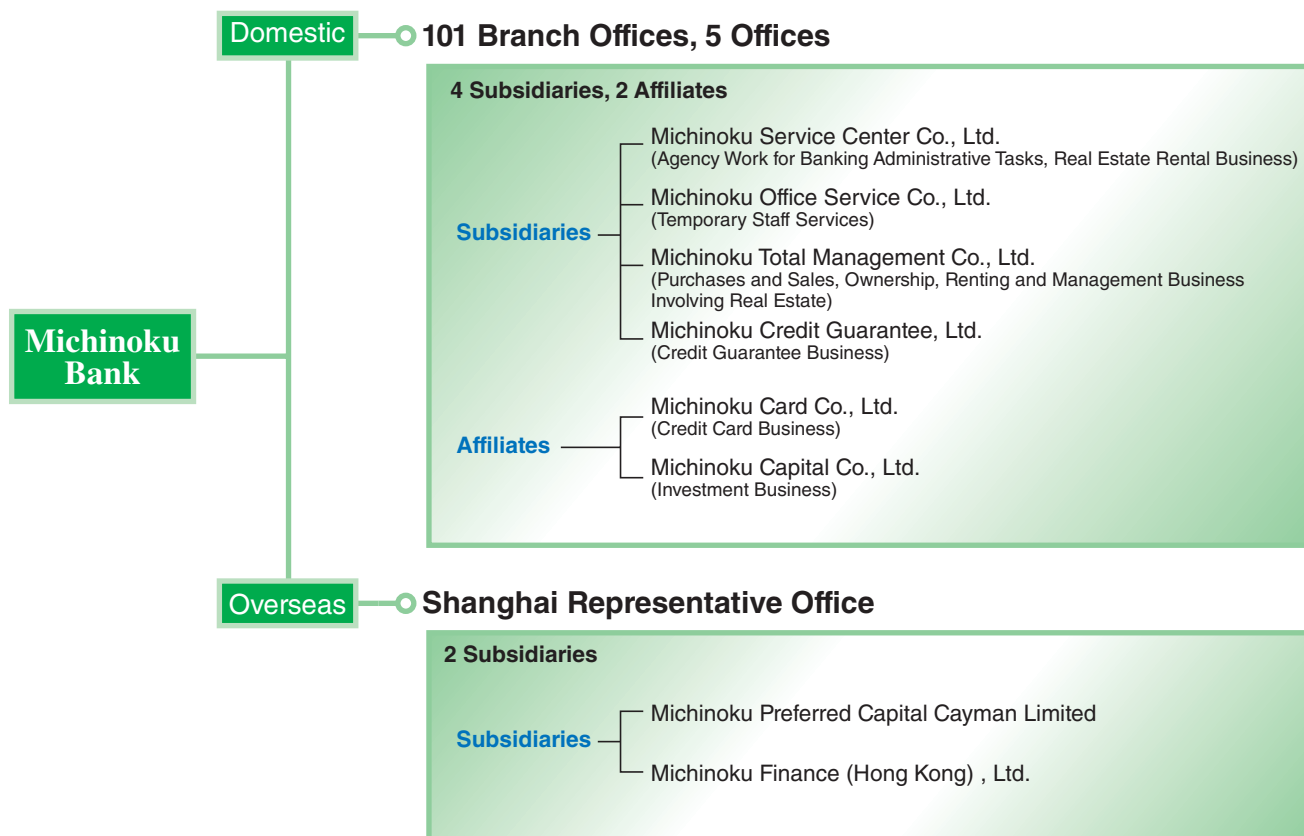 Domestic
101 Branch Offices, 5 Offices
4 Subsidiaries, 2 Affiliates
Subsidiaries
Michinoku Service Center Co., Ltd.
(Agency Work for Banking Administrative Tasks, Real Estate Rental Business)
Michinoku Office Service Co., Ltd.
(Temporary Staff Services)
Michinoku Total Management Co., Ltd.
(Purchases and Sales, Ownership, Renting and Management Business
Involving Real Estate)
Michinoku Credit Guarantee, Ltd.
(Credit Guarantee Business)
Affiliates
Michinoku Card Co., Ltd.
(Credit Card Business)
Michinoku Capital Co., Ltd.
(Investment Business)
Michinoku
Bank
Overseas
Shanghai Representative Office
2 Subsidiaries
Subsidiaries
Michinoku Preferred Capital Cayman Limited
Michinoku Finance (Hong Kong) , Ltd.